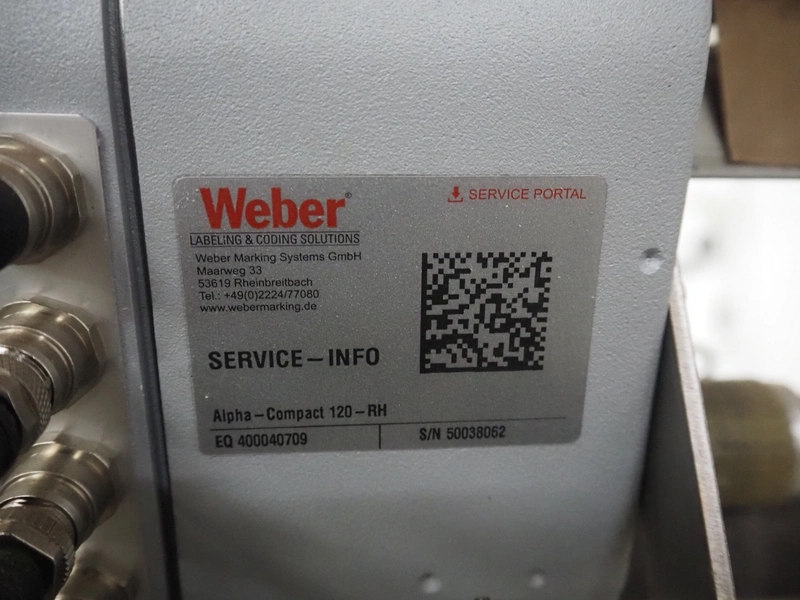 Weber®
LABELING & CODING SOLUTIONS
Weber Marking Systems GmbH
Maarweg 33
53619 Rheinbreitbach
Tel.: +49(0)2224/77080
www.webermarking.de
SERVICE PORTAL
SERVICE-INFO
Alpha-Compact 120-RH
EQ 400040709
S/N 50038062